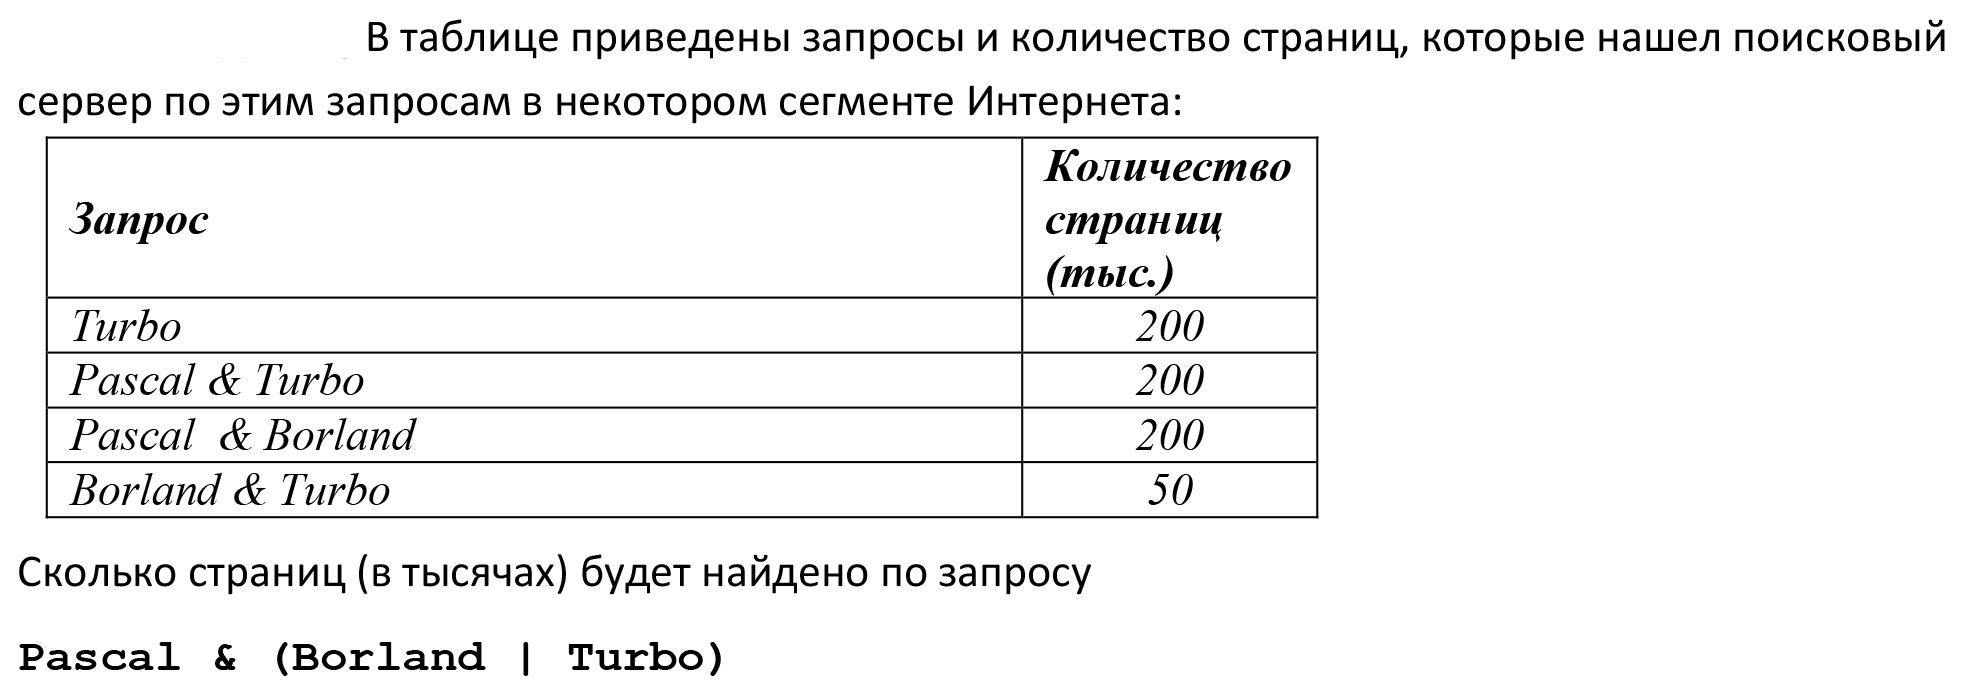 В таблице приведены запросы и количество страниц, которые нашел поисковый
сервер по этим запросам в некотором сегменте Интернета:
Запрос Количество страниц (тыс.)
Turbo 200
Pascal & Turbo 200
Pascal & Borland 200
Borland & Turbo 50
Сколько страниц (в тысячах) будет найдено по запросу
Pascal & (Borland | Turbo)